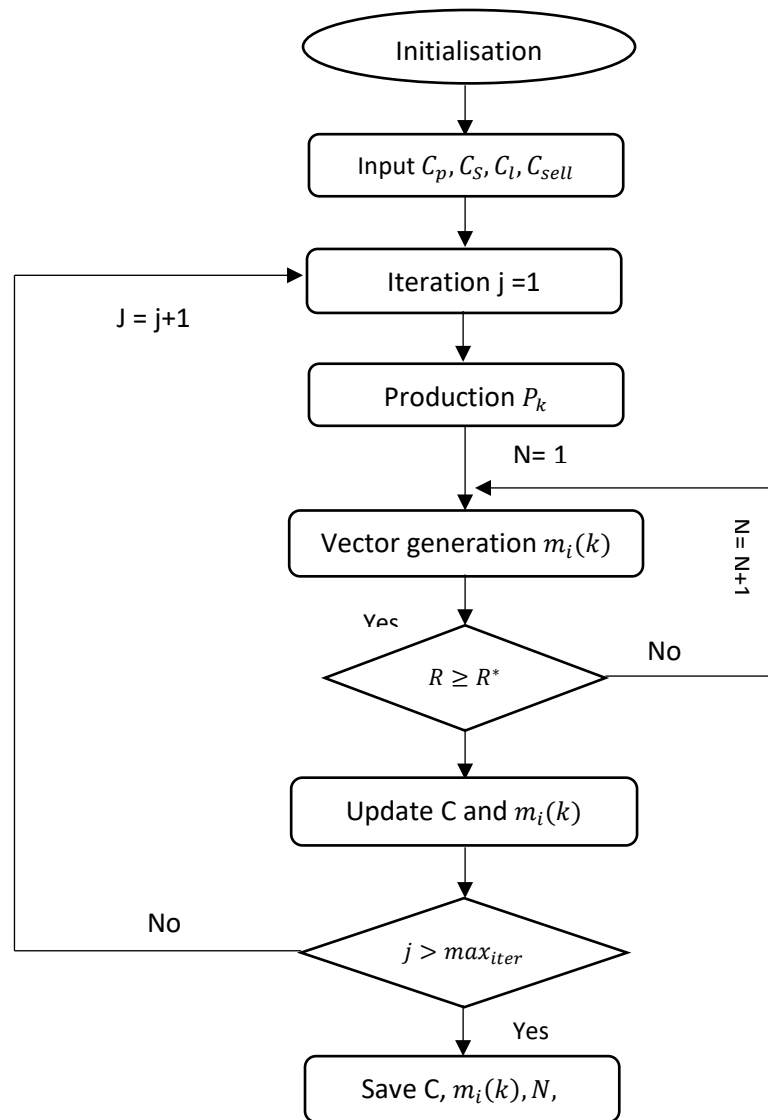 Initialisation
Input C_p, C_S, C_l, C_sell
Iteration j =1
J = j+1
Production P_k
N= 1
Vector generation m_i(k)
N= N+1
Yes
No
R ≥ R*
Update C and m_i(k)
No
j > max_iter
Yes
Save C, m_i(k), N,